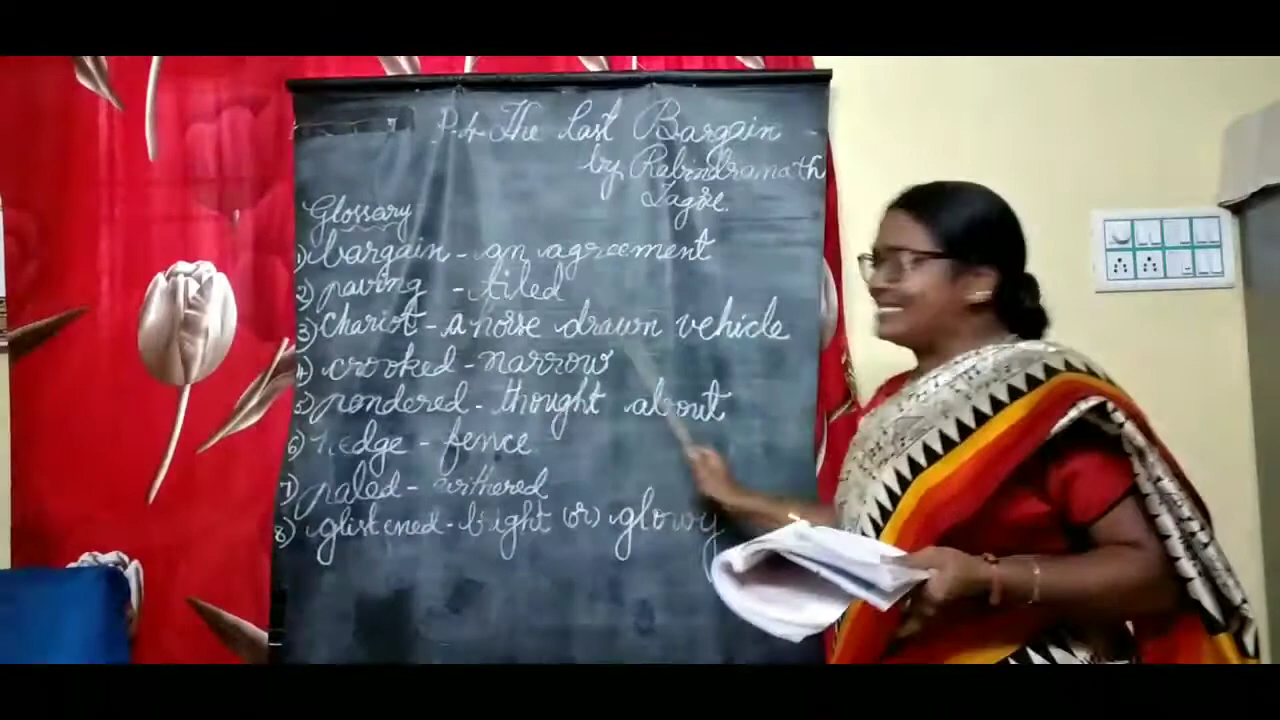 P-4 The Last Bargain
by Rabindranath
Tagore.
Glossary
1) bargain - an agreement
2) paving - tiled
3) Chariot - a horse drawn vehicle
4) crooked - narrow
5) pondered - thought about
6) hedge - fence
7) paled - withered
8) glistened - bright (or) glowy